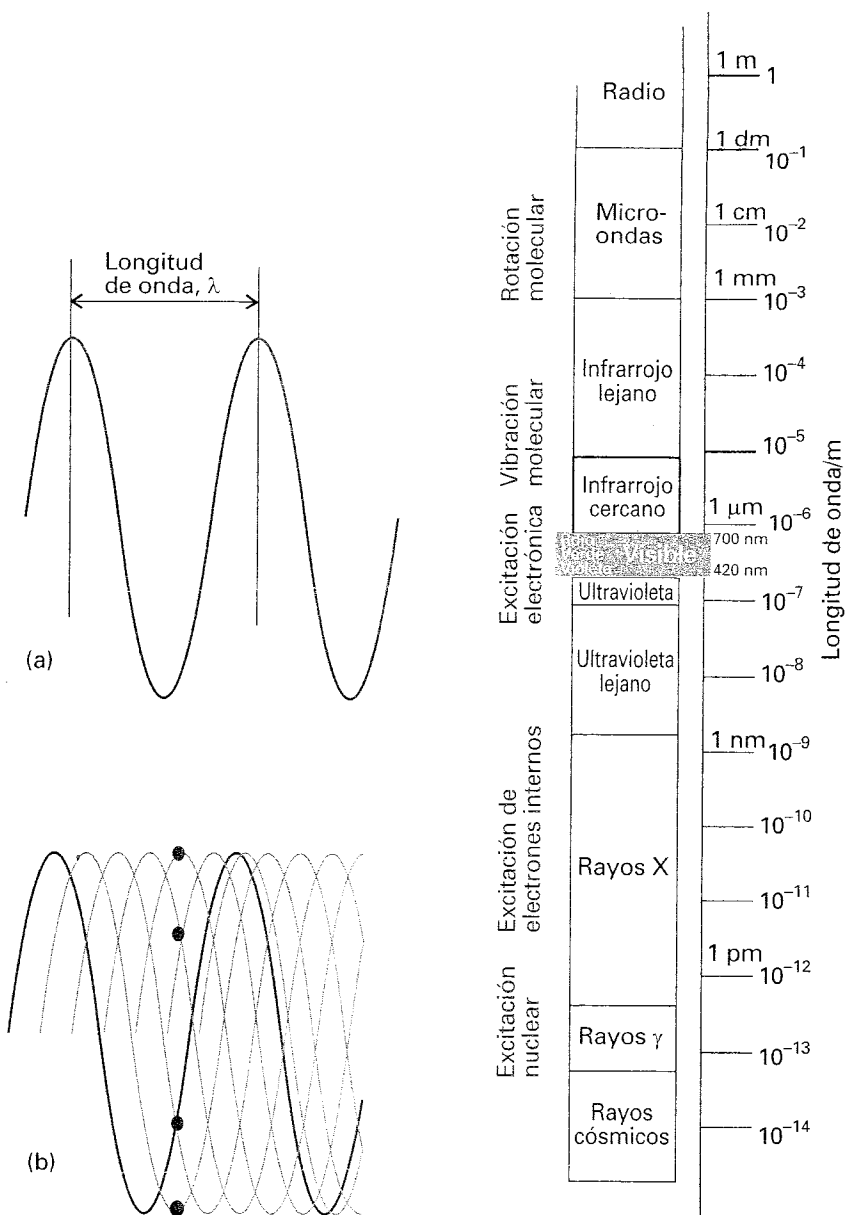 Longitud
de onda, λ
(a)
(b)
Rotación
molecular
Vibración
molecular
Excitación
electrónica
Excitación de
electrones internos
Excitación
nuclear
Radio
Micro-
ondas
Infrarrojo
lejano
Infrarrojo
cercano
Visible
Ultravioleta
Ultravioleta
lejano
Rayos X
Rayos γ
Rayos
cósmicos
1 m 1
1 dm 10⁻¹
1 cm 10⁻²
1 mm 10⁻³
10⁻⁴
10⁻⁵
1 μm 10⁻⁶
700 nm
420 nm
10⁻⁷
10⁻⁸
1 nm 10⁻⁹
10⁻¹⁰
10⁻¹¹
1 pm 10⁻¹²
10⁻¹³
10⁻¹⁴
Longitud de onda/m